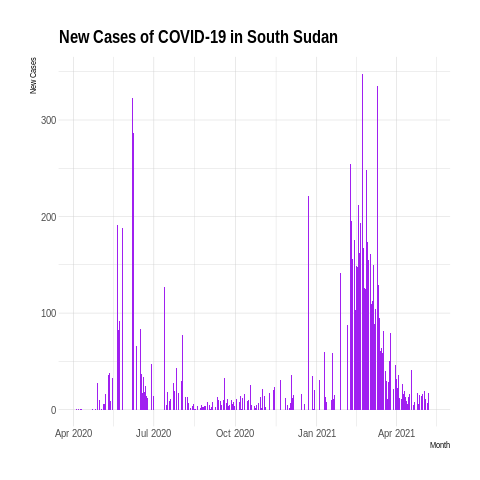 New Cases of COVID-19 in South Sudan
New Cases
300
200
100
0
Apr 2020 Jul 2020 Oct 2020 Jan 2021 Apr 2021
Month